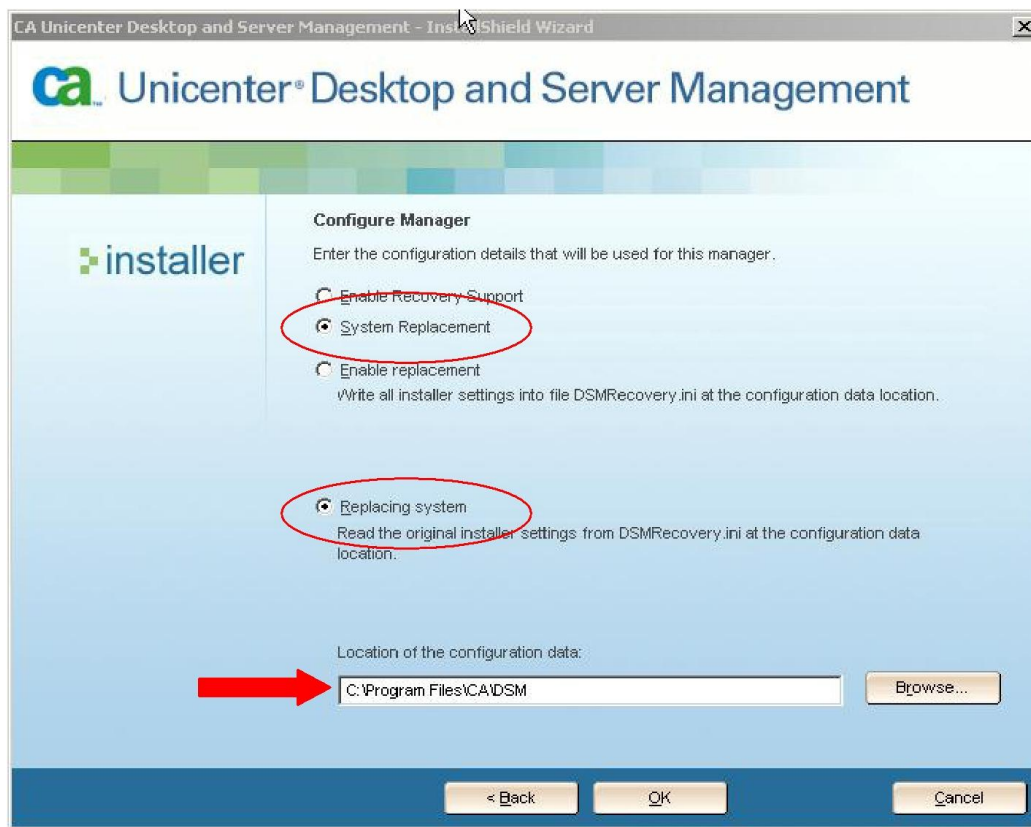 CA Unicenter Desktop and Server Management - InstallShield Wizard
ca Unicenter® Desktop and Server Management
installer
Configure Manager
Enter the configuration details that will be used for this manager.
Enable Recovery Support
System Replacement
Enable replacement
Write all installer settings into file DSMRecovery.ini at the configuration data location.
Replacing system
Read the original installer settings from DSMRecovery.ini at the configuration data
location.
Location of the configuration data:
C:\Program Files\CA\DSM
Browse...
< Back
OK
Cancel